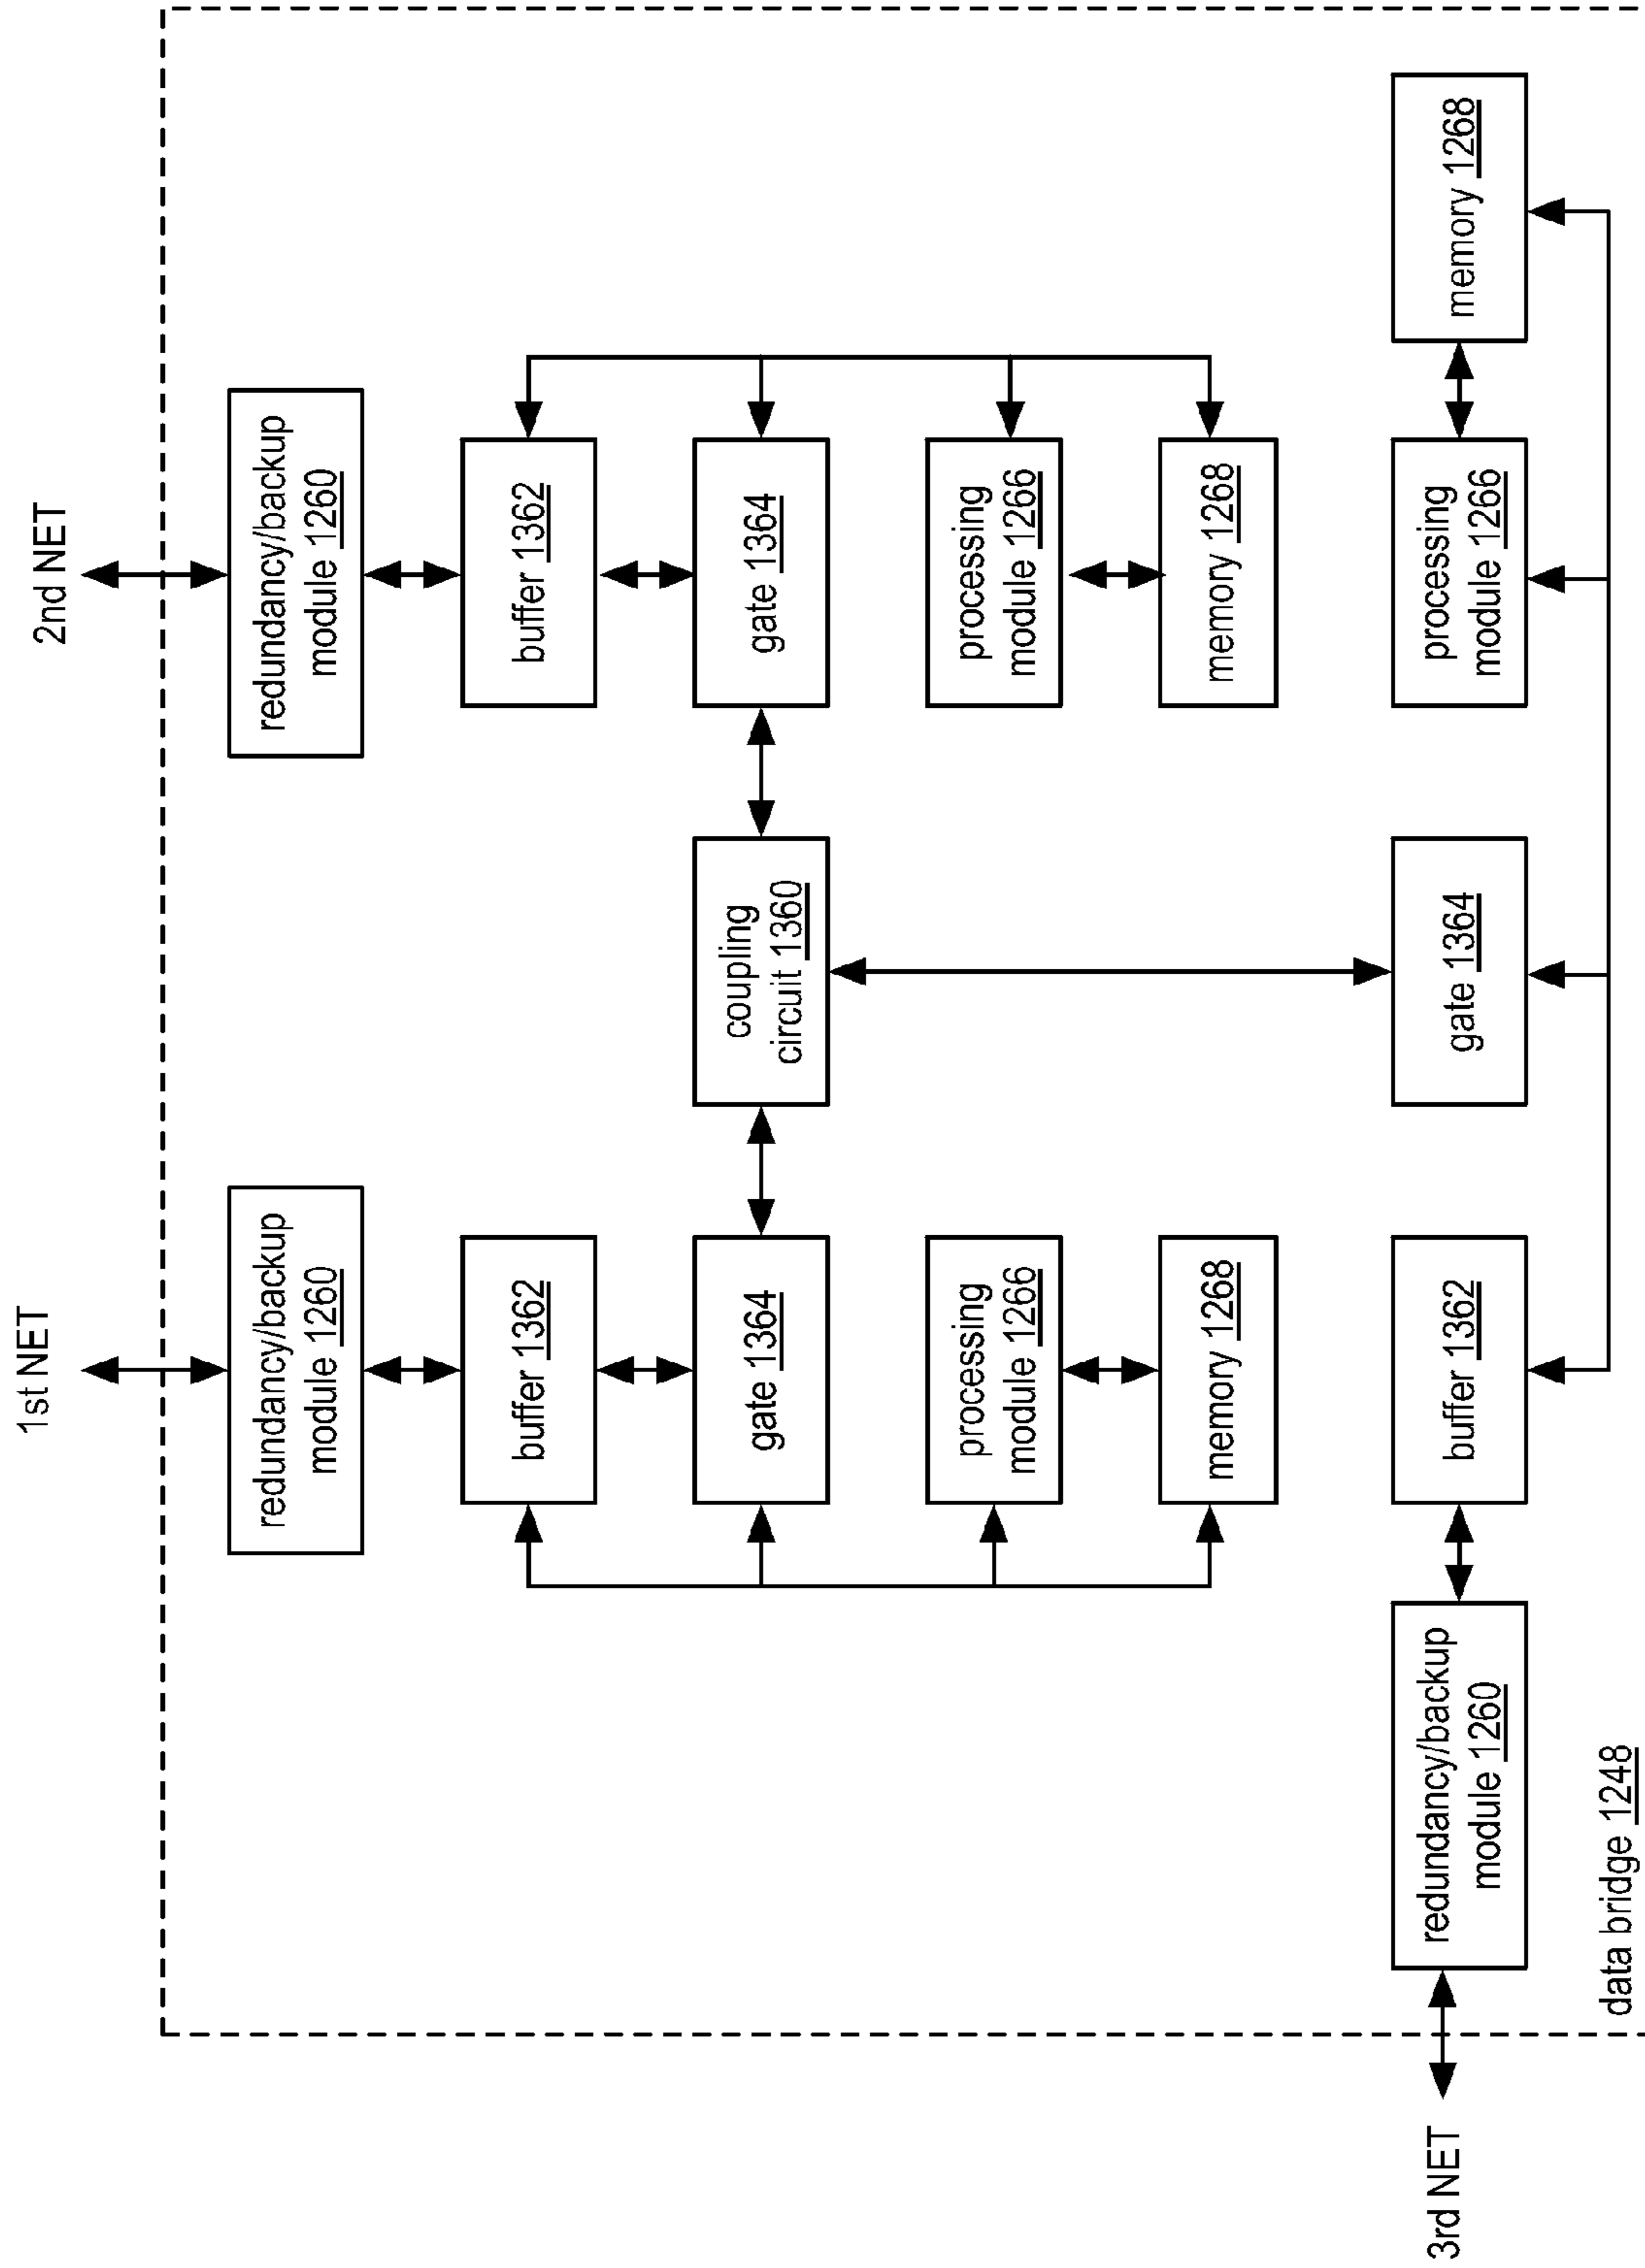 1st NET
2nd NET
redundancy/backup
module 1260
redundancy/backup
module 1260
buffer 1362
buffer 1362
gate 1364
coupling
circuit 1360
gate 1364
processing
module 1266
processing
module 1266
memory 1268
memory 1268
3rd NET
redundancy/backup
module 1260
buffer 1362
gate 1364
processing
module 1266
memory 1268
data bridge 1248